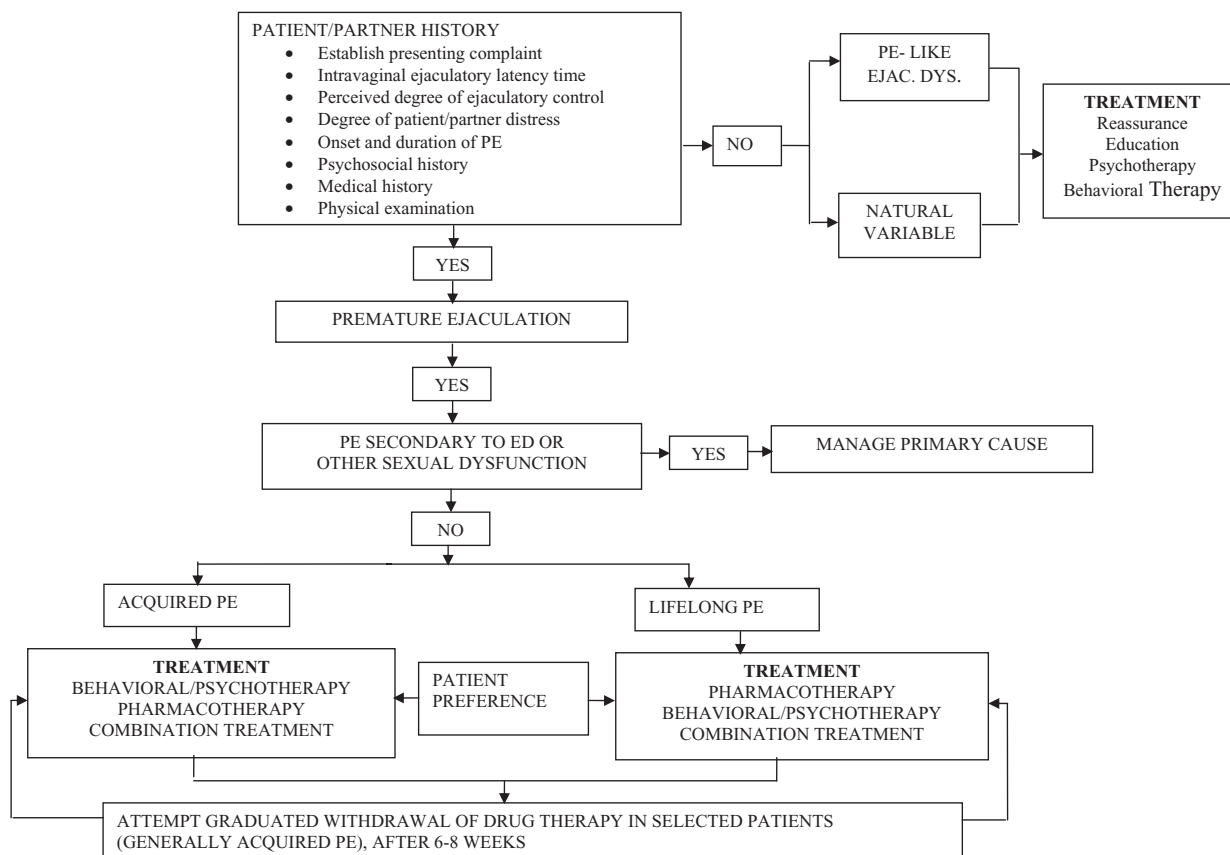 PATIENT/PARTNER HISTORY
• Establish presenting complaint
• Intravaginal ejaculatory latency time
• Perceived degree of ejaculatory control
• Degree of patient/partner distress
• Onset and duration of PE
• Psychosocial history
• Medical history
• Physical examination
NO
PE- LIKE
EJAC. DYS.
NATURAL
VARIABLE
TREATMENT
Reassurance
Education
Psychotherapy
Behavioral Therapy
YES
PREMATURE EJACULATION
YES
PE SECONDARY TO ED OR
OTHER SEXUAL DYSFUNCTION
YES
MANAGE PRIMARY CAUSE
NO
ACQUIRED PE
LIFELONG PE
TREATMENT
BEHAVIORAL/PSYCHOTHERAPY
PHARMACOTHERAPY
COMBINATION TREATMENT
PATIENT
PREFERENCE
TREATMENT
PHARMACOTHERAPY
BEHAVIORAL/PSYCHOTHERAPY
COMBINATION TREATMENT
ATTEMPT GRADUATED WITHDRAWAL OF DRUG THERAPY IN SELECTED PATIENTS
(GENERALLY ACQUIRED PE), AFTER 6-8 WEEKS